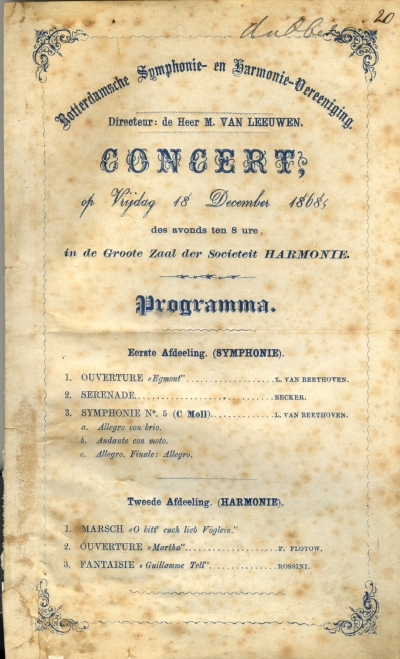 dubbel 20
Rotterdamsche Symphonie- en Harmonie-Vereeniging.
Directeur: de Heer M. VAN LEEUWEN.
CONCERT,
op Vrijdag 18 December 1868,
des avonds ten 8 ure,
in de Groote Zaal der Societeit HARMONIE.
Programma.
Eerste Afdeeling. (SYMPHONIE).
1. OUVERTURE »Egmont" L. VAN BEETHOVEN.
2. SERENADE BECKER.
3. SYMPHONIE No. 5 (C Moll) L. VAN BEETHOVEN.
a. Allegro con brio.
b. Andante con moto.
c. Allegro. Finale: Allegro.
Tweede Afdeeling. (HARMONIE).
1. MARSCH »O bitt' euch lieb Vöglein."
2. OUVERTURE »Martha" F. FLOTOW.
3. FANTAISIE »Guillamme Tell" ROSSINI.